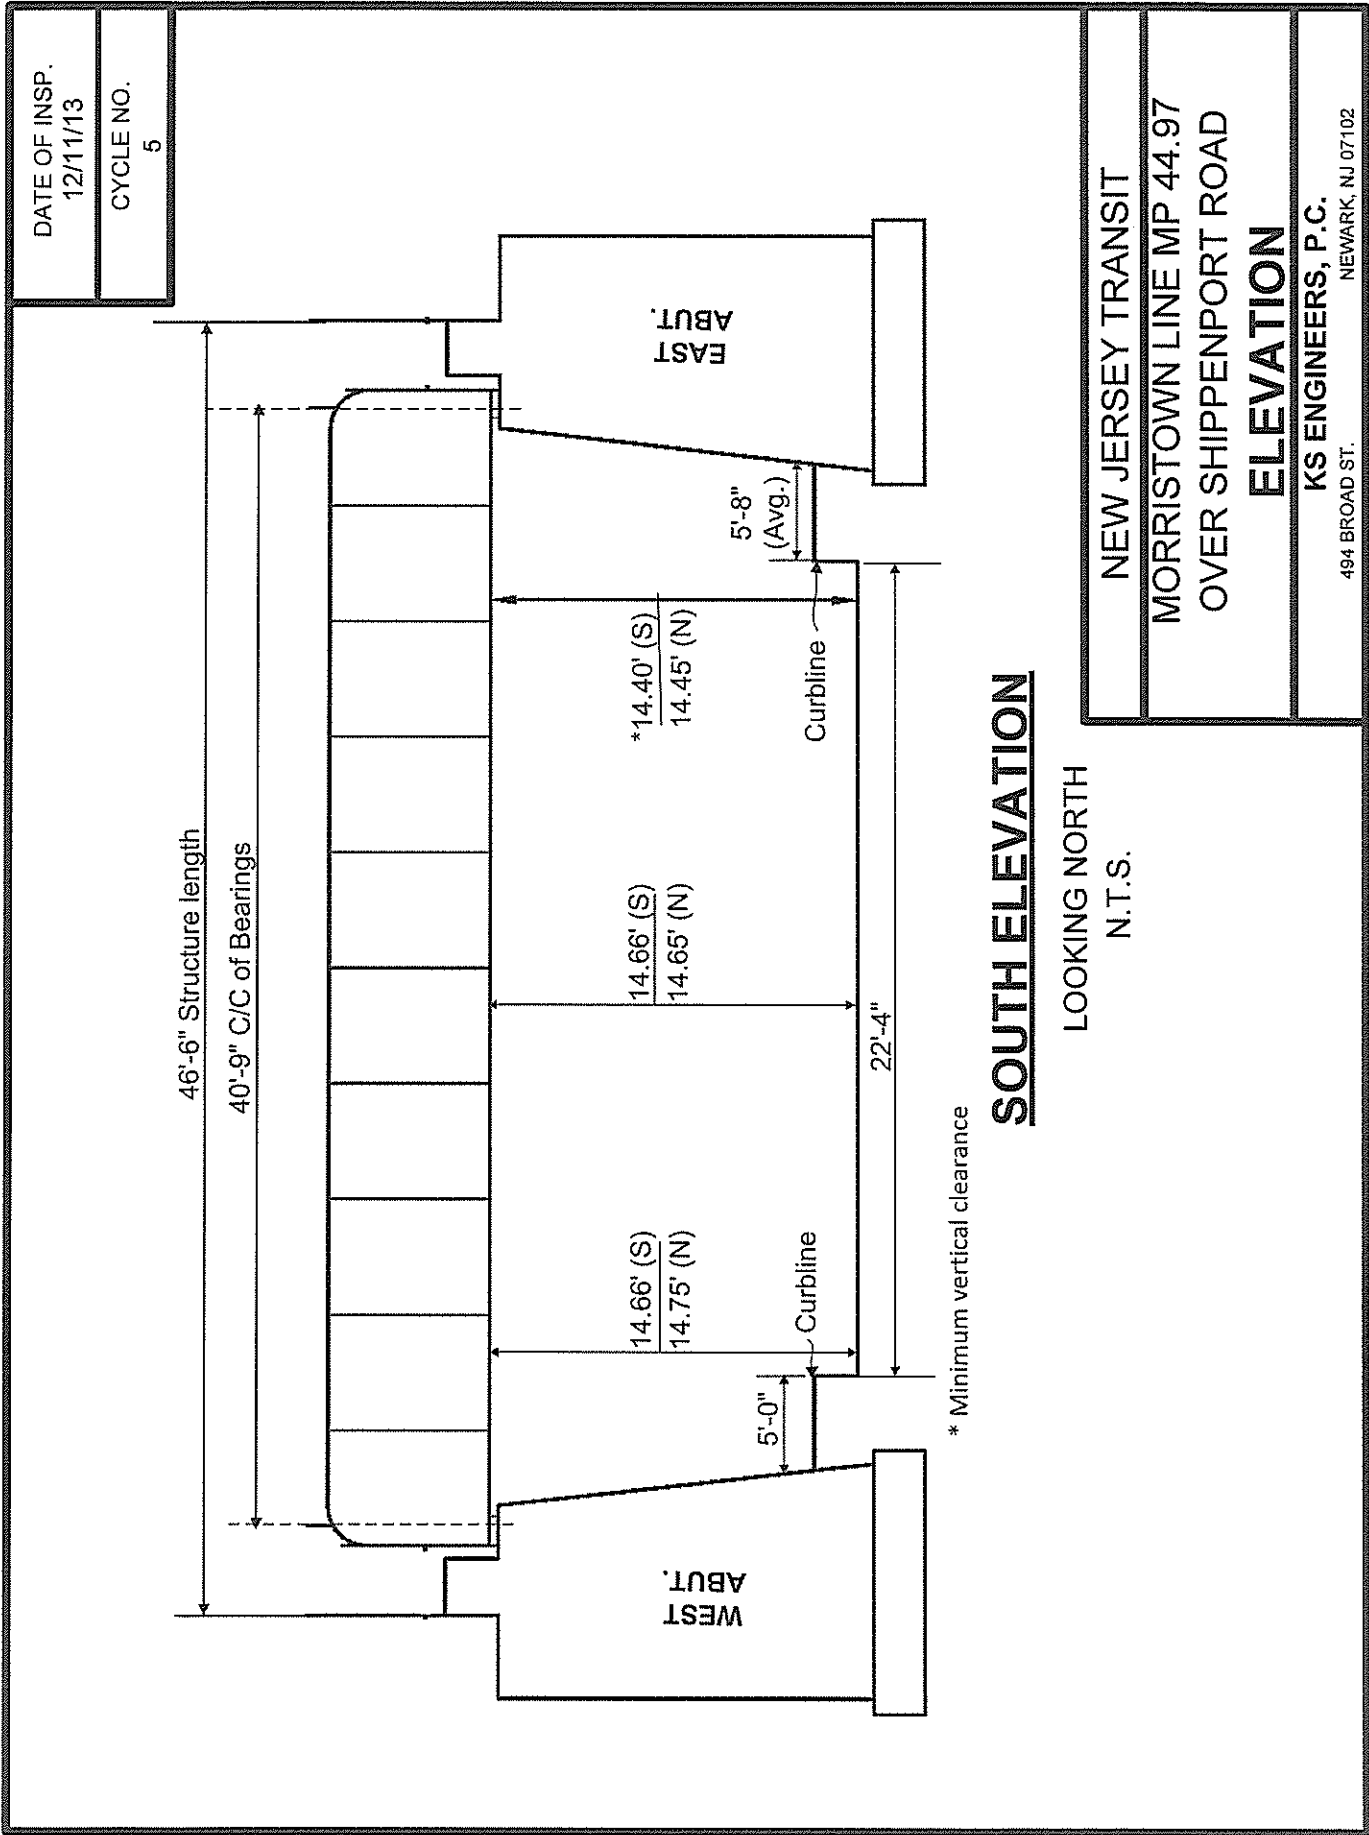 DATE OF INSP.
12/11/13
CYCLE NO.
5
46'-6" Structure length
40'-9" C/C of Bearings
14.66' (S)
14.75' (N)
14.66' (S)
14.65' (N)
*14.40' (S)
14.45' (N)
WEST
ABUT.
EAST
ABUT.
5'-0"
Curbline
5'-8"
(Avg.)
Curbline
22'-4"
* Minimum vertical clearance
SOUTH ELEVATION
LOOKING NORTH
N.T.S.
NEW JERSEY TRANSIT
MORRISTOWN LINE MP 44.97
OVER SHIPPENPORT ROAD
ELEVATION
KS ENGINEERS, P.C.
494 BROAD ST. NEWARK, NJ 07102